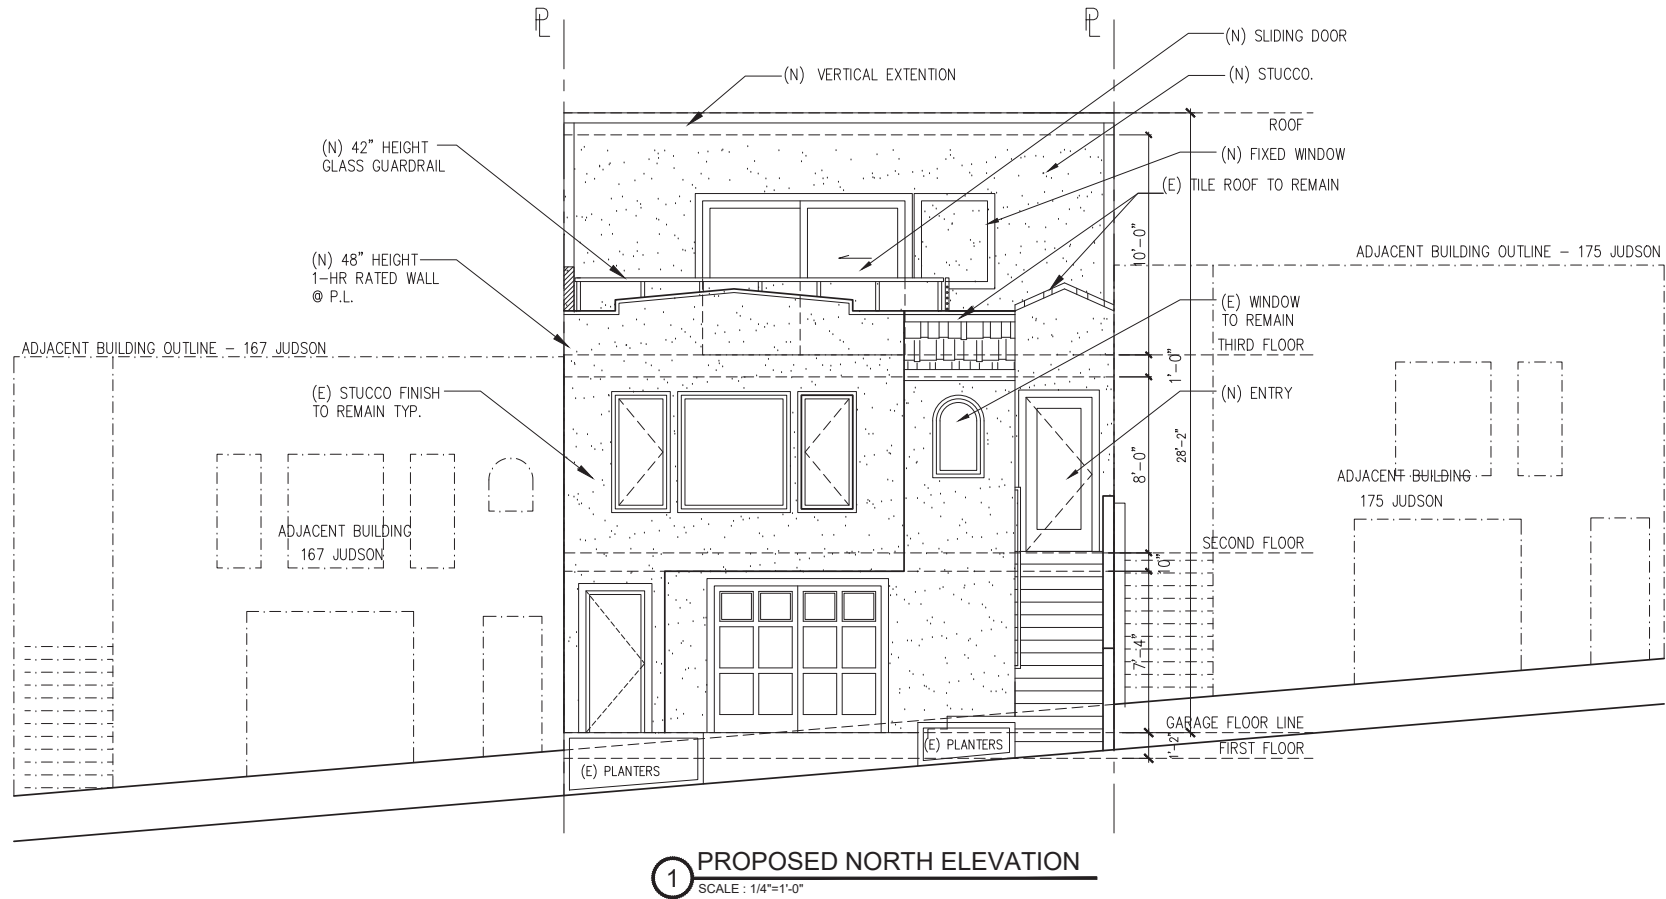 PL
PL
(N) SLIDING DOOR
(N) VERTICAL EXTENTION
(N) STUCCO.
ROOF
(N) 42" HEIGHT
GLASS GUARDRAIL
(N) FIXED WINDOW
(E) TILE ROOF TO REMAIN
10'-0"
(N) 48" HEIGHT
1-HR RATED WALL
@ P.L.
ADJACENT BUILDING OUTLINE - 175 JUDSON
(E) WINDOW
TO REMAIN
ADJACENT BUILDING OUTLINE - 167 JUDSON
THIRD FLOOR
1'-0"
(E) STUCCO FINISH
TO REMAIN TYP.
(N) ENTRY
28'-2"
8'-0"
ADJACENT BUILDING
175 JUDSON
ADJACENT BUILDING
167 JUDSON
SECOND FLOOR
10"
7'-4"
GARAGE FLOOR LINE
(E) PLANTERS
1'-2"
FIRST FLOOR
(E) PLANTERS
1
PROPOSED NORTH ELEVATION
SCALE : 1/4"=1'-0"